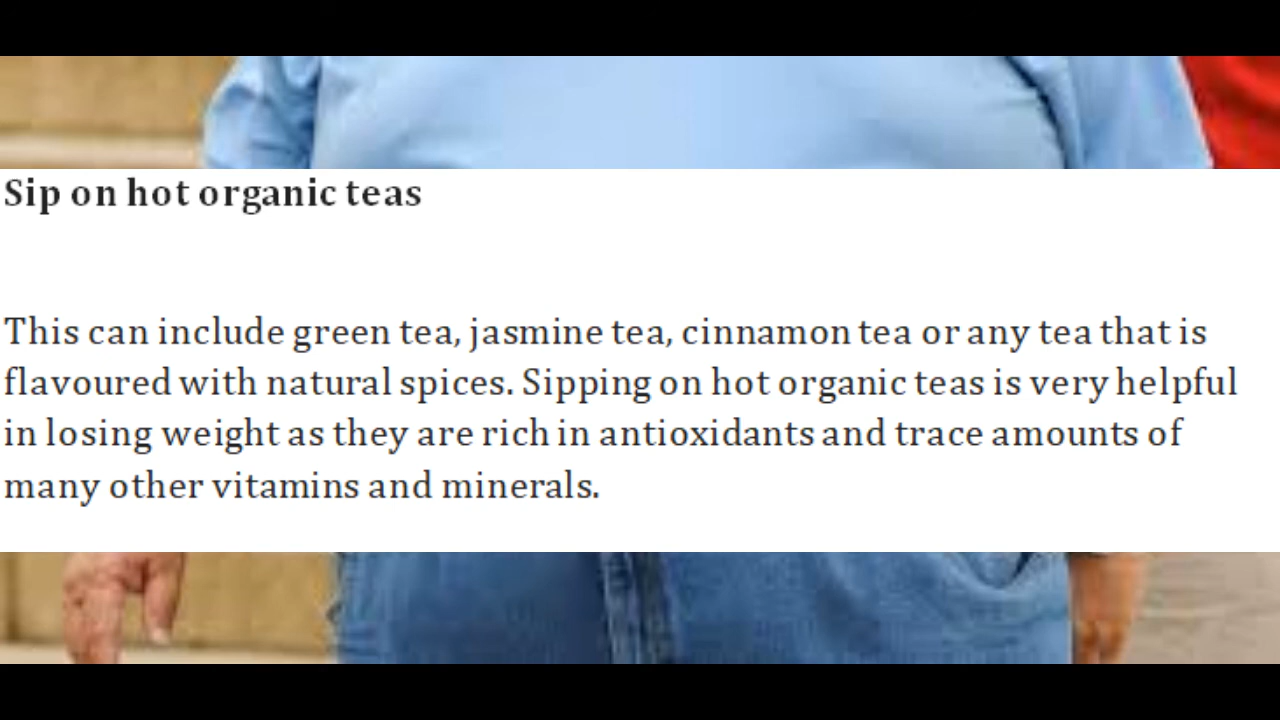 Sip on hot organic teas
This can include green tea, jasmine tea, cinnamon tea or any tea that is
flavoured with natural spices. Sipping on hot organic teas is very helpful
in losing weight as they are rich in antioxidants and trace amounts of
many other vitamins and minerals.